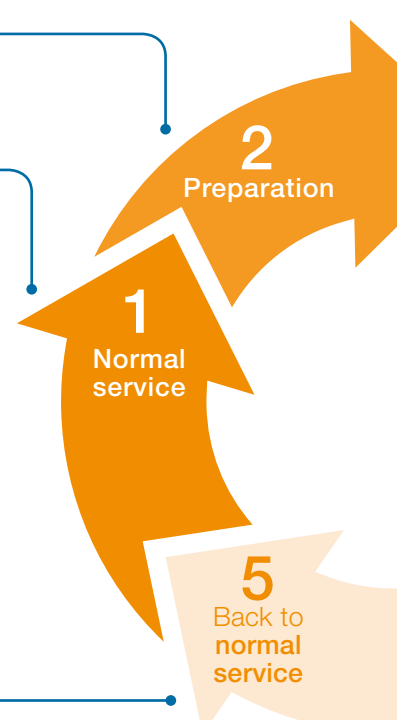 2
Preparation
1
Normal
service
5
Back to
normal
service